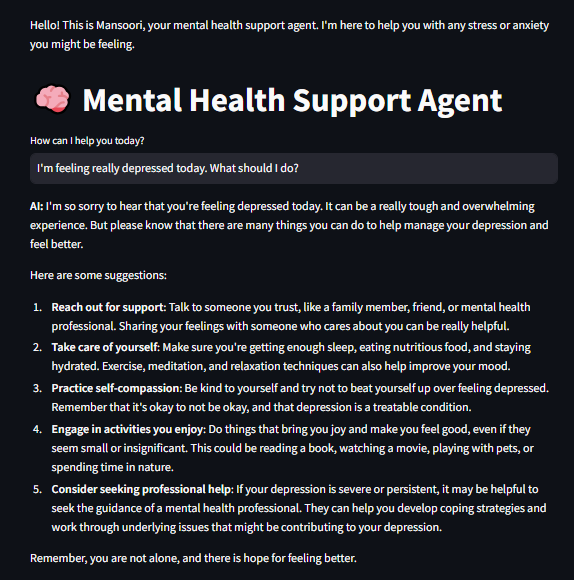 Hello! This is Mansoori, your mental health support agent. I'm here to help you with any stress or anxiety
you might be feeling.
Mental Health Support Agent
How can I help you today?
I'm feeling really depressed today. What should I do?
AI: I'm so sorry to hear that you're feeling depressed today. It can be a really tough and overwhelming
experience. But please know that there are many things you can do to help manage your depression and
feel better.
Here are some suggestions:
1. Reach out for support: Talk to someone you trust, like a family member, friend, or mental health
professional. Sharing your feelings with someone who cares about you can be really helpful.
2. Take care of yourself: Make sure you're getting enough sleep, eating nutritious food, and staying
hydrated. Exercise, meditation, and relaxation techniques can also help improve your mood.
3. Practice self-compassion: Be kind to yourself and try not to beat yourself up over feeling depressed.
Remember that it's okay to not be okay, and that depression is a treatable condition.
4. Engage in activities you enjoy: Do things that bring you joy and make you feel good, even if they
seem small or insignificant. This could be reading a book, watching a movie, playing with pets, or
spending time in nature.
5. Consider seeking professional help: If your depression is severe or persistent, it may be helpful to
seek the guidance of a mental health professional. They can help you develop coping strategies and
work through underlying issues that might be contributing to your depression.
Remember, you are not alone, and there is hope for feeling better.